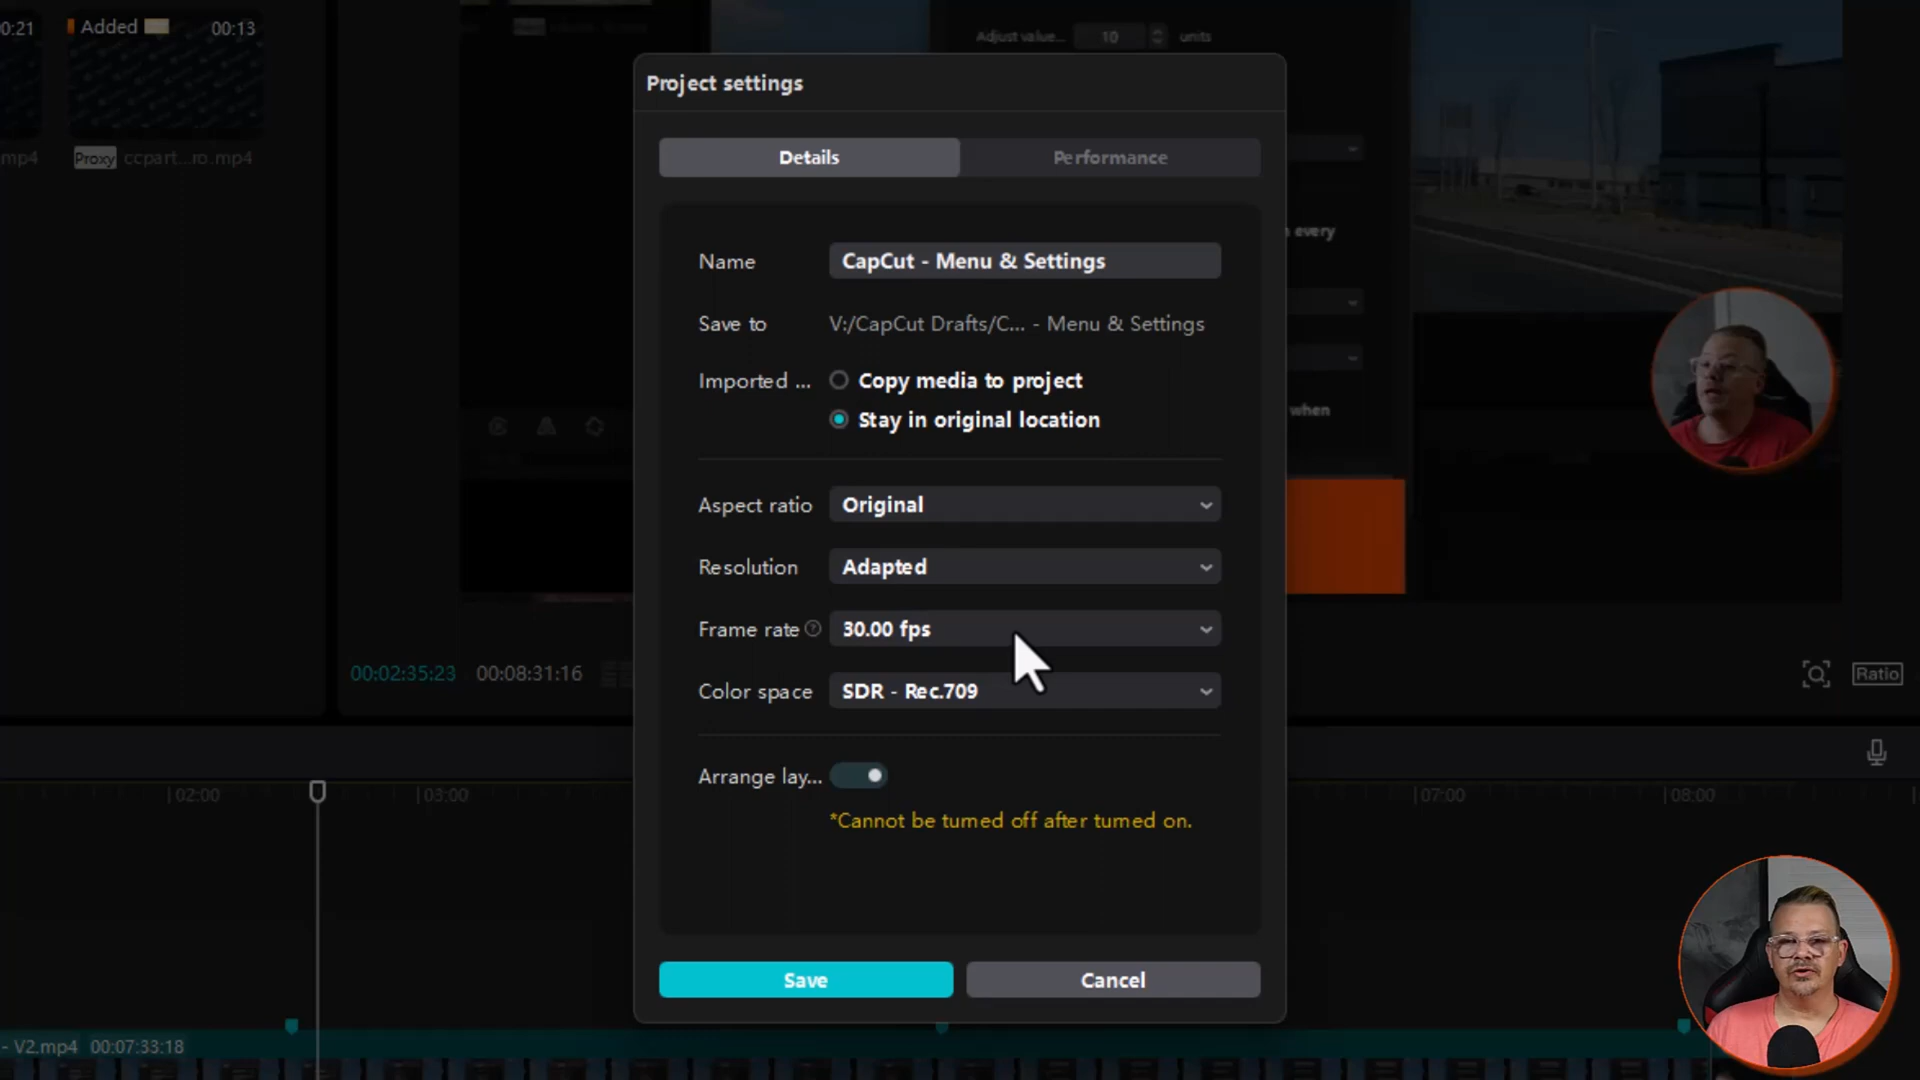 0:21
Added
00:13
Adjust value...
10
units
mp4
Proxy ccpart...ro.mp4
Project settings
Details
Performance
Name
CapCut - Menu & Settings
every
Save to
V:/CapCut Drafts/C... - Menu & Settings
Imported ...
Copy media to project
Stay in original location
when
Aspect ratio
Original
Resolution
Adapted
Frame rate
30.00 fps
00:02:35:23
00:08:31:16
Ratio
Color space
SDR - Rec.709
Arrange lay...
02:00
03:00
07:00
08:00
*Cannot be turned off after turned on.
Save
Cancel
- V2.mp4 00:07:33:18